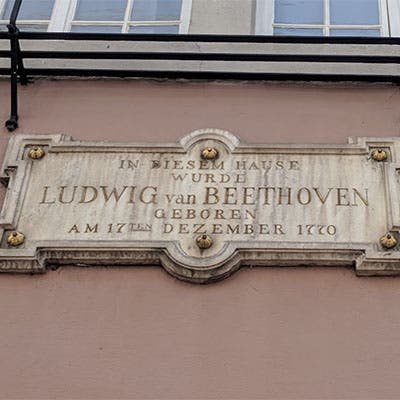 IN DIESEM HAUSE
WURDE
LUDWIG van BEETHOVEN
GEBOREN
AM 17TEN DEZEMBER 1770